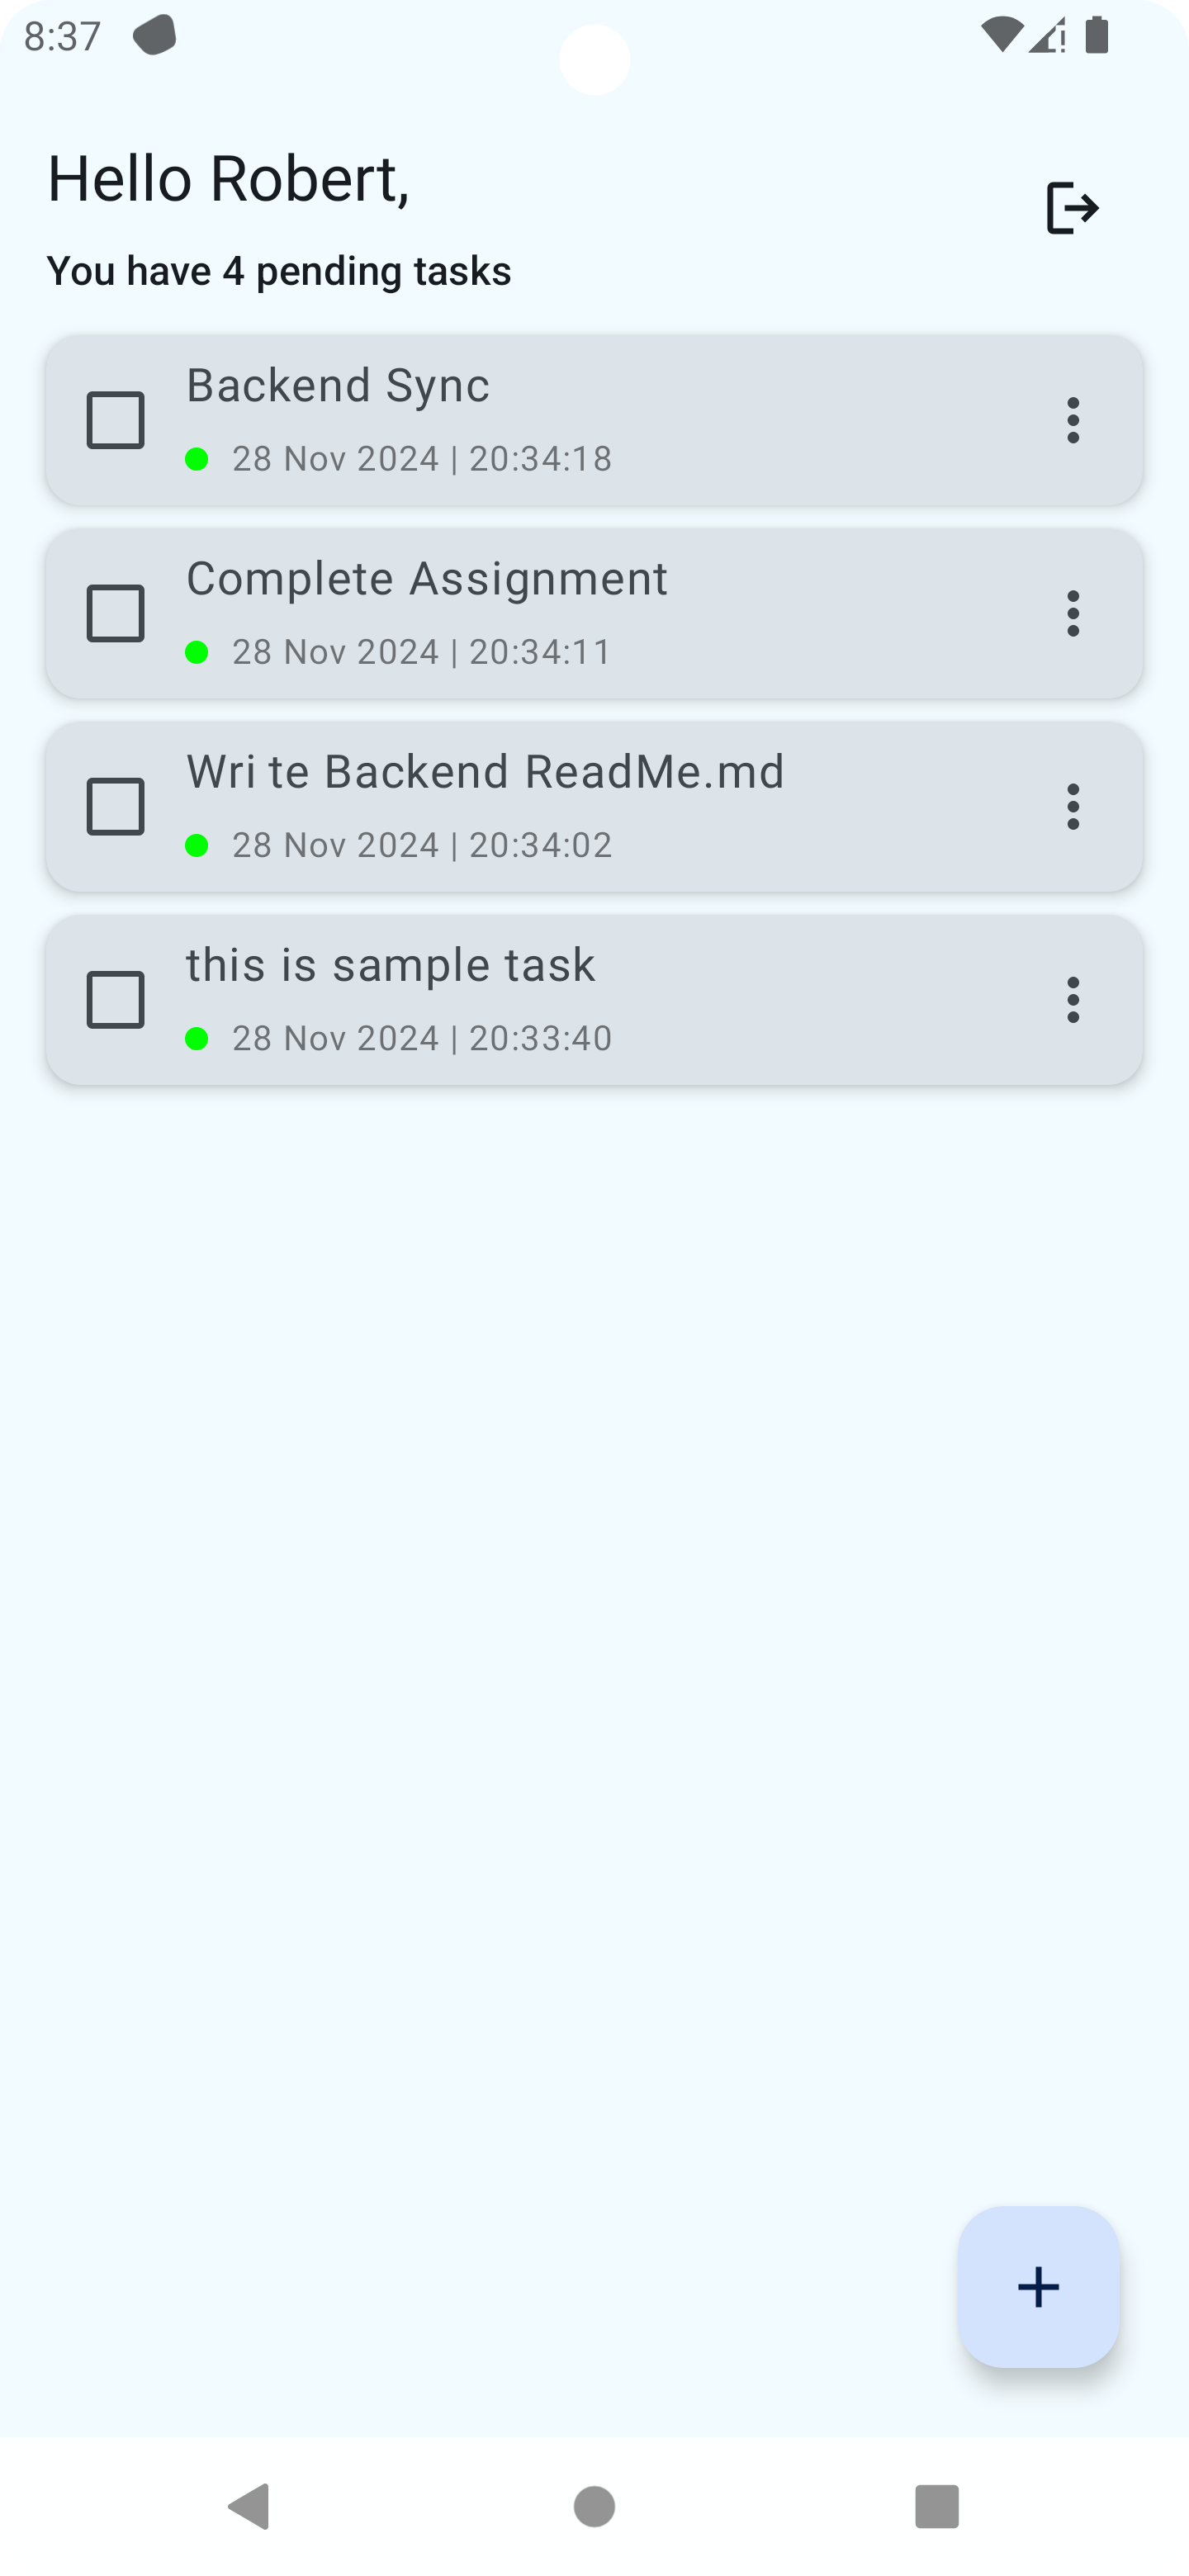 8:37
Hello Robert,
You have 4 pending tasks
Backend Sync
28 Nov 2024 | 20:34:18
Complete Assignment
28 Nov 2024 | 20:34:11
Wri te Backend ReadMe.md
28 Nov 2024 | 20:34:02
this is sample task
28 Nov 2024 | 20:33:40